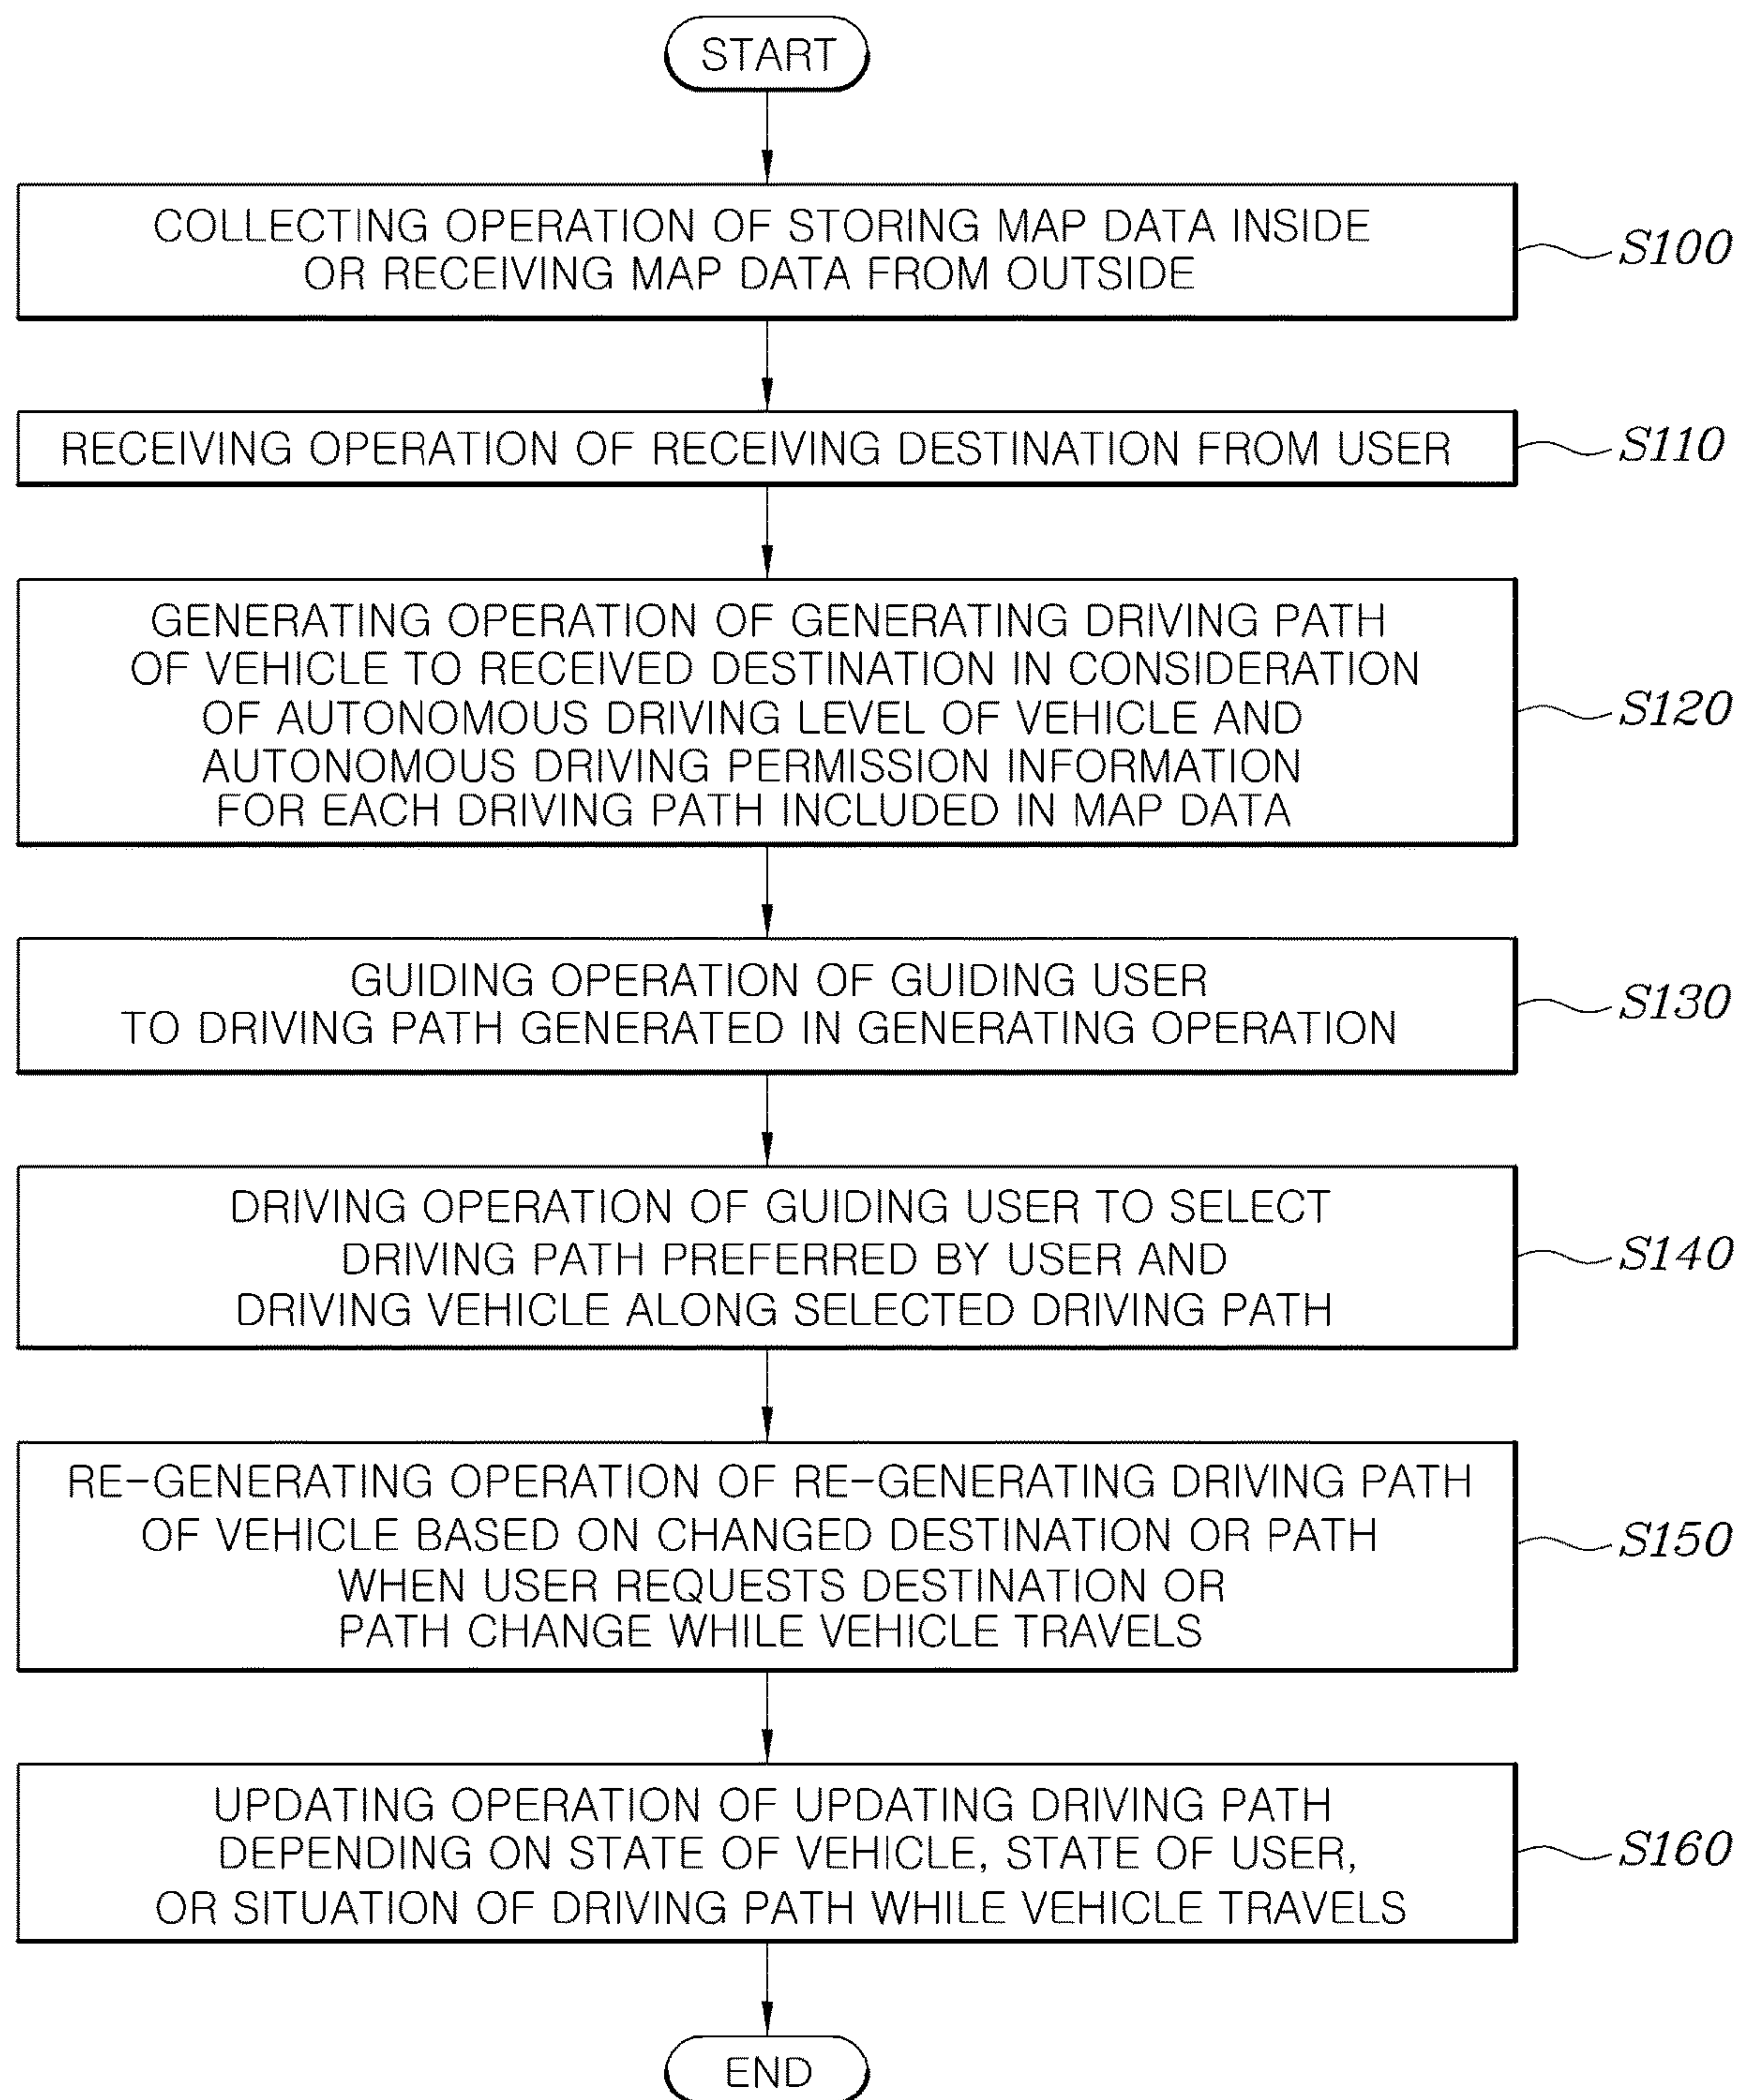 START
COLLECTING OPERATION OF STORING MAP DATA INSIDE
OR RECEIVING MAP DATA FROM OUTSIDE
S100
RECEIVING OPERATION OF RECEIVING DESTINATION FROM USER
S110
GENERATING OPERATION OF GENERATING DRIVING PATH
OF VEHICLE TO RECEIVED DESTINATION IN CONSIDERATION
OF AUTONOMOUS DRIVING LEVEL OF VEHICLE AND
AUTONOMOUS DRIVING PERMISSION INFORMATION
FOR EACH DRIVING PATH INCLUDED IN MAP DATA
S120
GUIDING OPERATION OF GUIDING USER
TO DRIVING PATH GENERATED IN GENERATING OPERATION
S130
DRIVING OPERATION OF GUIDING USER TO SELECT
DRIVING PATH PREFERRED BY USER AND
DRIVING VEHICLE ALONG SELECTED DRIVING PATH
S140
RE-GENERATING OPERATION OF RE-GENERATING DRIVING PATH
OF VEHICLE BASED ON CHANGED DESTINATION OR PATH
WHEN USER REQUESTS DESTINATION OR
PATH CHANGE WHILE VEHICLE TRAVELS
S150
UPDATING OPERATION OF UPDATING DRIVING PATH
DEPENDING ON STATE OF VEHICLE, STATE OF USER,
OR SITUATION OF DRIVING PATH WHILE VEHICLE TRAVELS
S160
END